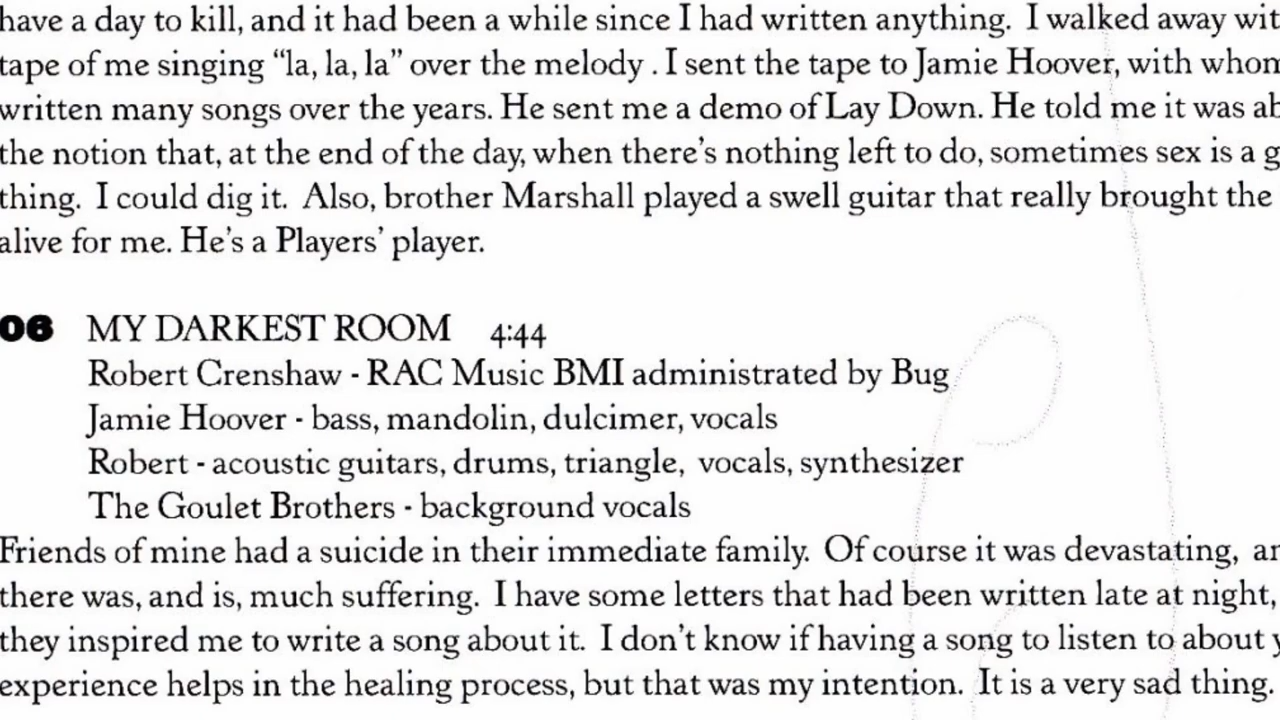 have a day to kill, and it had been a while since I had written anything. I walked away wit
tape of me singing “la, la, la” over the melody . I sent the tape to Jamie Hoover, with whom
written many songs over the years. He sent me a demo of Lay Down. He told me it was ab
the notion that, at the end of the day, when there’s nothing left to do, sometimes sex is a g
thing. I could dig it. Also, brother Marshall played a swell guitar that really brought the
alive for me. He’s a Players’ player.
06 MY DARKEST ROOM 4:44
Robert Crenshaw - RAC Music BMI administrated by Bug
Jamie Hoover - bass, mandolin, dulcimer, vocals
Robert - acoustic guitars, drums, triangle, vocals, synthesizer
The Goulet Brothers - background vocals
Friends of mine had a suicide in their immediate family. Of course it was devastating, an
there was, and is, much suffering. I have some letters that had been written late at night,
they inspired me to write a song about it. I don’t know if having a song to listen to about y
experience helps in the healing process, but that was my intention. It is a very sad thing.